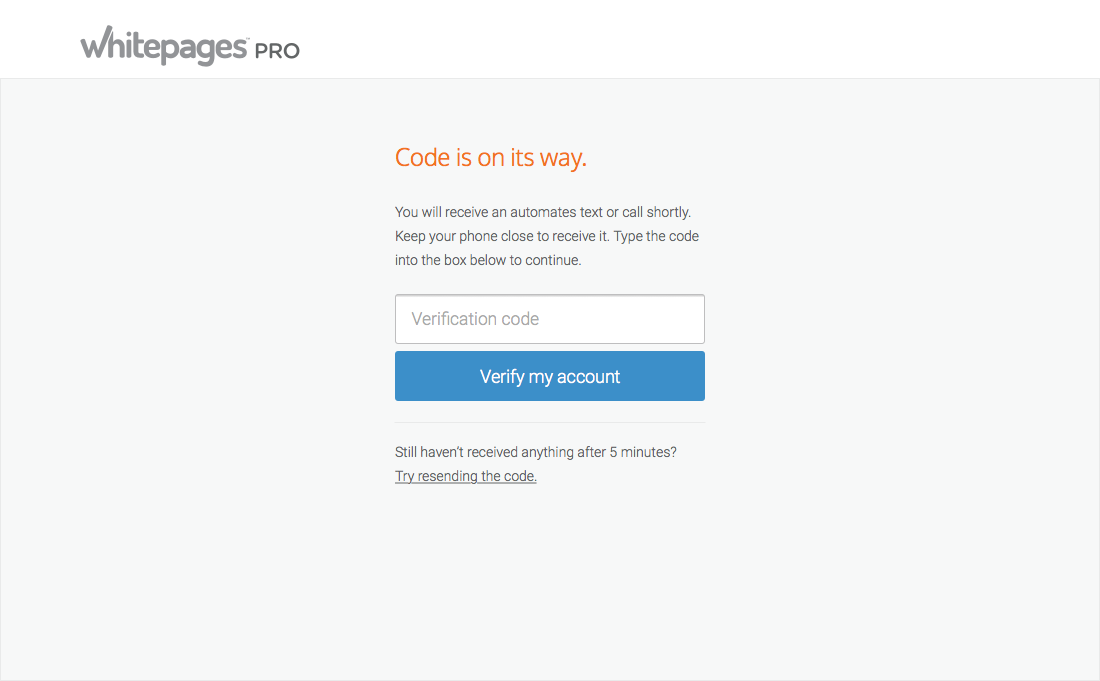 whitepages™ PRO
Code is on its way.
You will receive an automates text or call shortly.
Keep your phone close to receive it. Type the code
into the box below to continue.
Verification code
Verify my account
Still haven't received anything after 5 minutes?
Try resending the code.